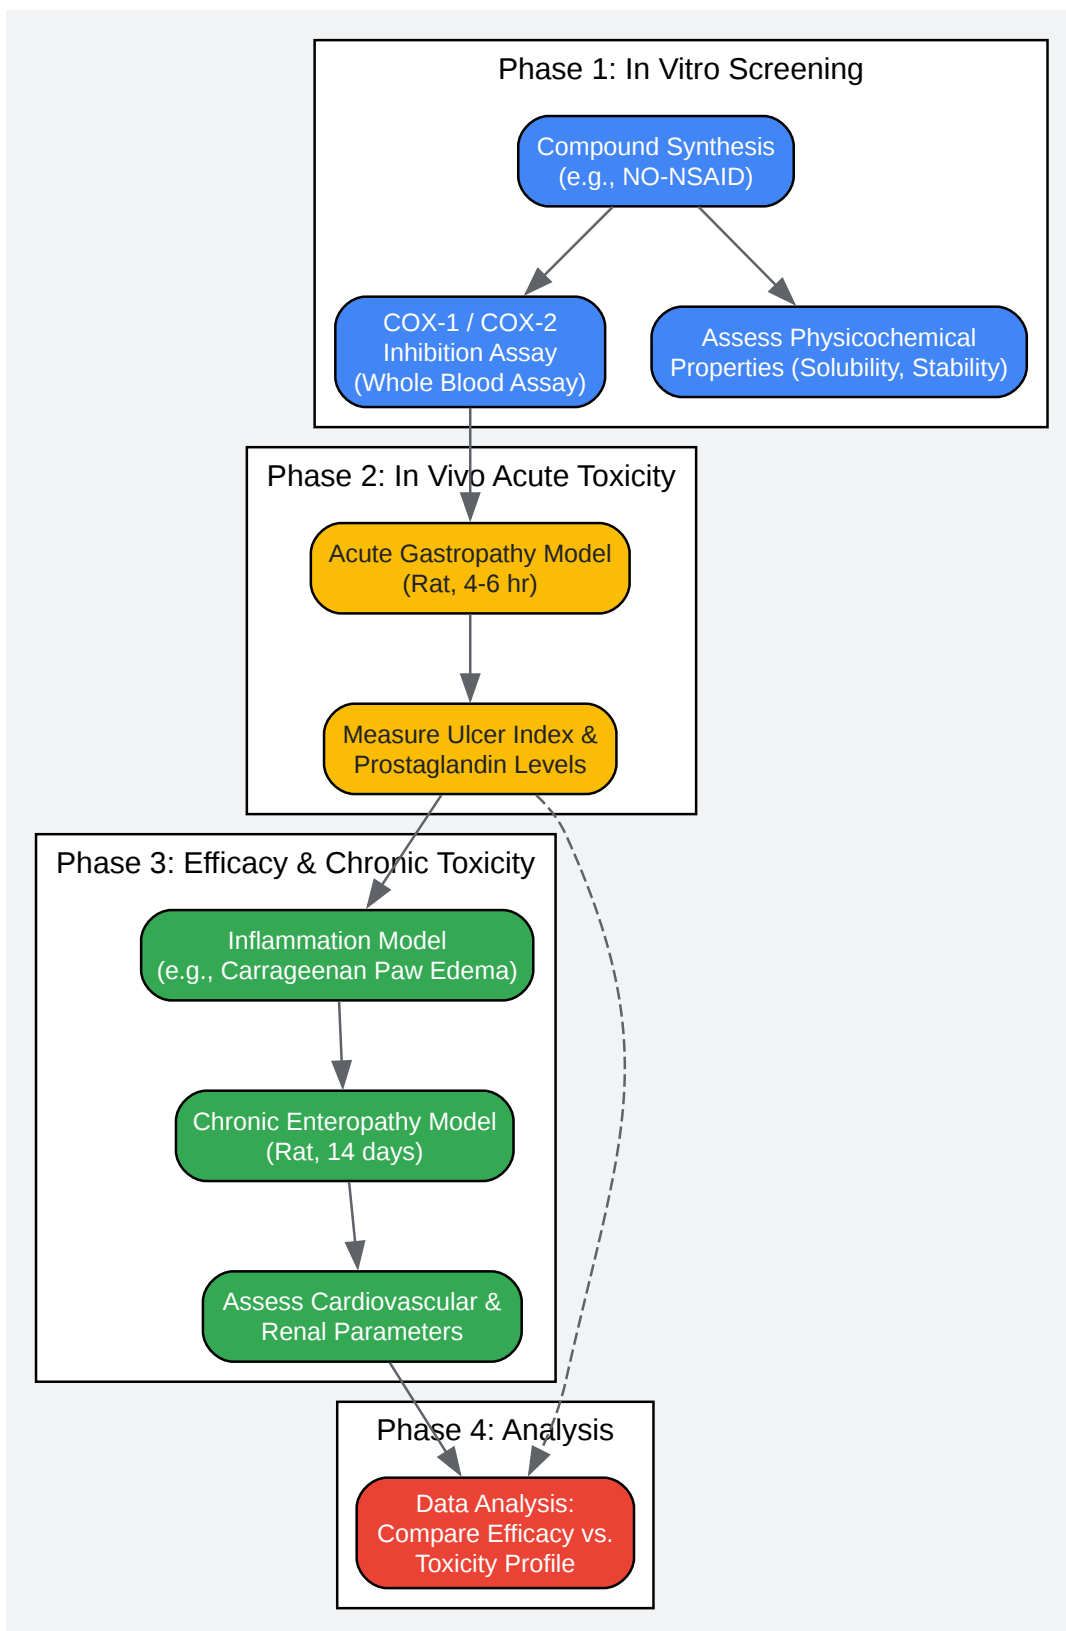 Phase 1: In Vitro Screening
Compound Synthesis
(e.g., NO-NSAID)
COX-1 / COX-2
Inhibition Assay
(Whole Blood Assay)
Assess Physicochemical
Properties (Solubility, Stability)
Phase 2: In Vivo Acute Toxicity
Acute Gastropathy Model
(Rat, 4-6 hr)
Measure Ulcer Index &
Prostaglandin Levels
Phase 3: Efficacy & Chronic Toxicity
Inflammation Model
(e.g., Carrageenan Paw Edema)
Chronic Enteropathy Model
(Rat, 14 days)
Assess Cardiovascular &
Renal Parameters
Phase 4: Analysis
Data Analysis:
Compare Efficacy vs.
Toxicity Profile